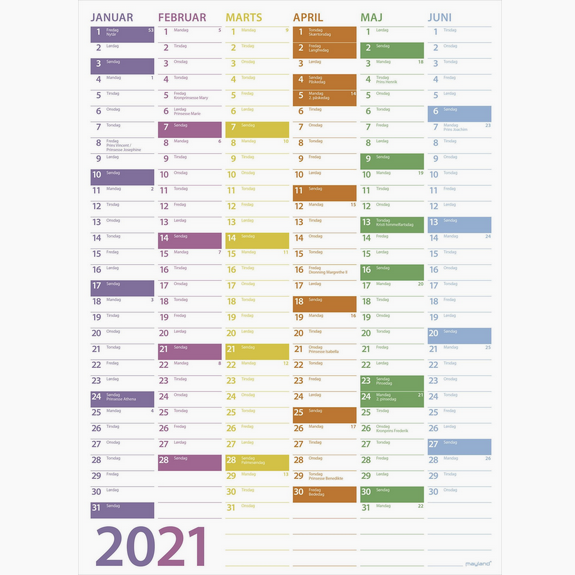 JANUAR
1 Fredag 53
Nytår
2 Lørdag
3 Søndag
4 Mandag 1
5 Tirsdag
6 Onsdag
7 Torsdag
8 Fredag
Prins Vincent /
Prinsesse Josephine
9 Lørdag
10 Søndag
11 Mandag 2
12 Tirsdag
13 Onsdag
14 Torsdag
15 Fredag
16 Lørdag
17 Søndag
18 Mandag 3
19 Tirsdag
20 Onsdag
21 Torsdag
22 Fredag
23 Lørdag
24 Søndag
Prinsesse Athena
25 Mandag 4
26 Tirsdag
27 Onsdag
28 Torsdag
29 Fredag
30 Lørdag
31 Søndag
FEBRUAR
1 Mandag 5
2 Tirsdag
3 Onsdag
4 Torsdag
5 Fredag
Kronprinsesse Mary
6 Lørdag
Prinsesse Marie
7 Søndag
8 Mandag 6
9 Tirsdag
10 Onsdag
11 Torsdag
12 Fredag
13 Lørdag
14 Søndag
15 Mandag 7
16 Tirsdag
17 Onsdag
18 Torsdag
19 Fredag
20 Lørdag
21 Søndag
22 Mandag 8
23 Tirsdag
24 Onsdag
25 Torsdag
26 Fredag
27 Lørdag
28 Søndag
MARTS
1 Mandag 9
2 Tirsdag
3 Onsdag
4 Torsdag
5 Fredag
6 Lørdag
7 Søndag
8 Mandag 10
9 Tirsdag
10 Onsdag
11 Torsdag
12 Fredag
13 Lørdag
14 Søndag
15 Mandag 11
16 Tirsdag
17 Onsdag
18 Torsdag
19 Fredag
20 Lørdag
21 Søndag
22 Mandag 12
23 Tirsdag
24 Onsdag
25 Torsdag
26 Fredag
27 Lørdag
28 Søndag
Palmesøndag
29 Mandag 13
30 Tirsdag
31 Onsdag
APRIL
1 Torsdag
Skærtorsdag
2 Fredag
Langfredag
3 Lørdag
4 Søndag
Påskedag
5 Mandag 14
2. påskedag
6 Tirsdag
7 Onsdag
8 Torsdag
9 Fredag
10 Lørdag
11 Søndag
12 Mandag 15
13 Tirsdag
14 Onsdag
15 Torsdag
16 Fredag
Dronning Margrethe II
17 Lørdag
18 Søndag
19 Mandag 16
20 Tirsdag
21 Onsdag
Prinsesse Isabella
22 Torsdag
23 Fredag
24 Lørdag
25 Søndag
26 Mandag 17
27 Tirsdag
28 Onsdag
29 Torsdag
Prinsesse Benedikte
30 Fredag
Bededag
MAJ
1 Lørdag
2 Søndag
3 Mandag 18
4 Tirsdag
Prins Henrik
5 Onsdag
6 Torsdag
7 Fredag
8 Lørdag
9 Søndag
10 Mandag 19
11 Tirsdag
12 Onsdag
13 Torsdag
Kristi himmelfartsdag
14 Fredag
15 Lørdag
16 Søndag
17 Mandag 20
18 Tirsdag
19 Onsdag
20 Torsdag
21 Fredag
22 Lørdag
23 Søndag
Pinsedag
24 Mandag 21
2. pinsedag
25 Tirsdag
26 Onsdag
Kronprins Frederik
27 Torsdag
28 Fredag
29 Lørdag
30 Søndag
31 Mandag 22
JUNI
1 Tirsdag
2 Onsdag
3 Torsdag
4 Fredag
5 Lørdag
6 Søndag
7 Mandag 23
Prins Joachim
8 Tirsdag
9 Onsdag
10 Torsdag
11 Fredag
12 Lørdag
13 Søndag
14 Mandag 24
15 Tirsdag
16 Onsdag
17 Torsdag
18 Fredag
19 Lørdag
20 Søndag
21 Mandag 25
22 Tirsdag
23 Onsdag
24 Torsdag
25 Fredag
26 Lørdag
27 Søndag
28 Mandag 26
29 Tirsdag
30 Onsdag
2021
mayland